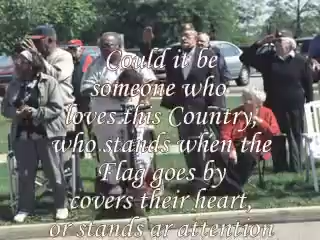 Could it be
someone who
loves this Country,
who stands when the
Flag goes by
covers their heart,
or stands ar attention